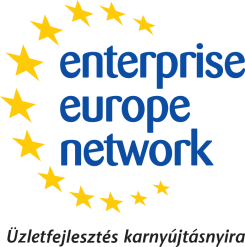 enterprise
europe
network
Üzletfejlesztés karnyújtásnyira